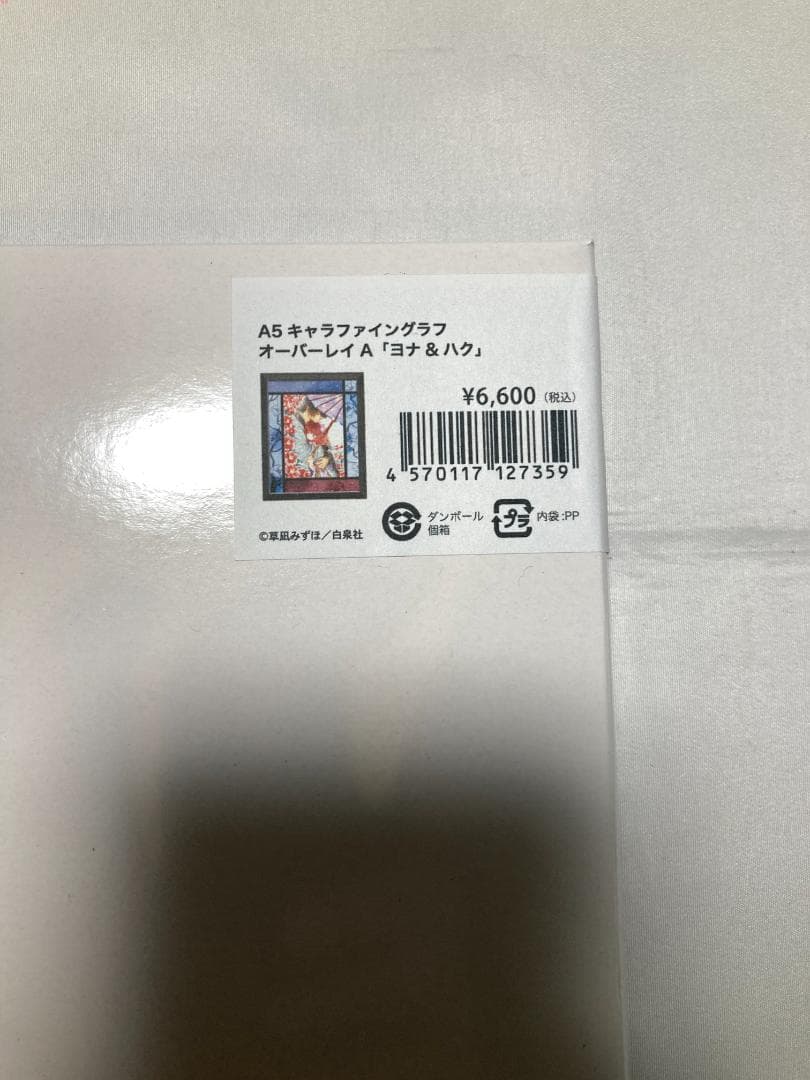 A5 キャラファイングラフ
オーバーレイ A「ヨナ & ハク」
¥6,600（税込）
4 570117 127359
ダンボール
個箱
プラ
内袋:PP
©草凪みずほ／白泉社